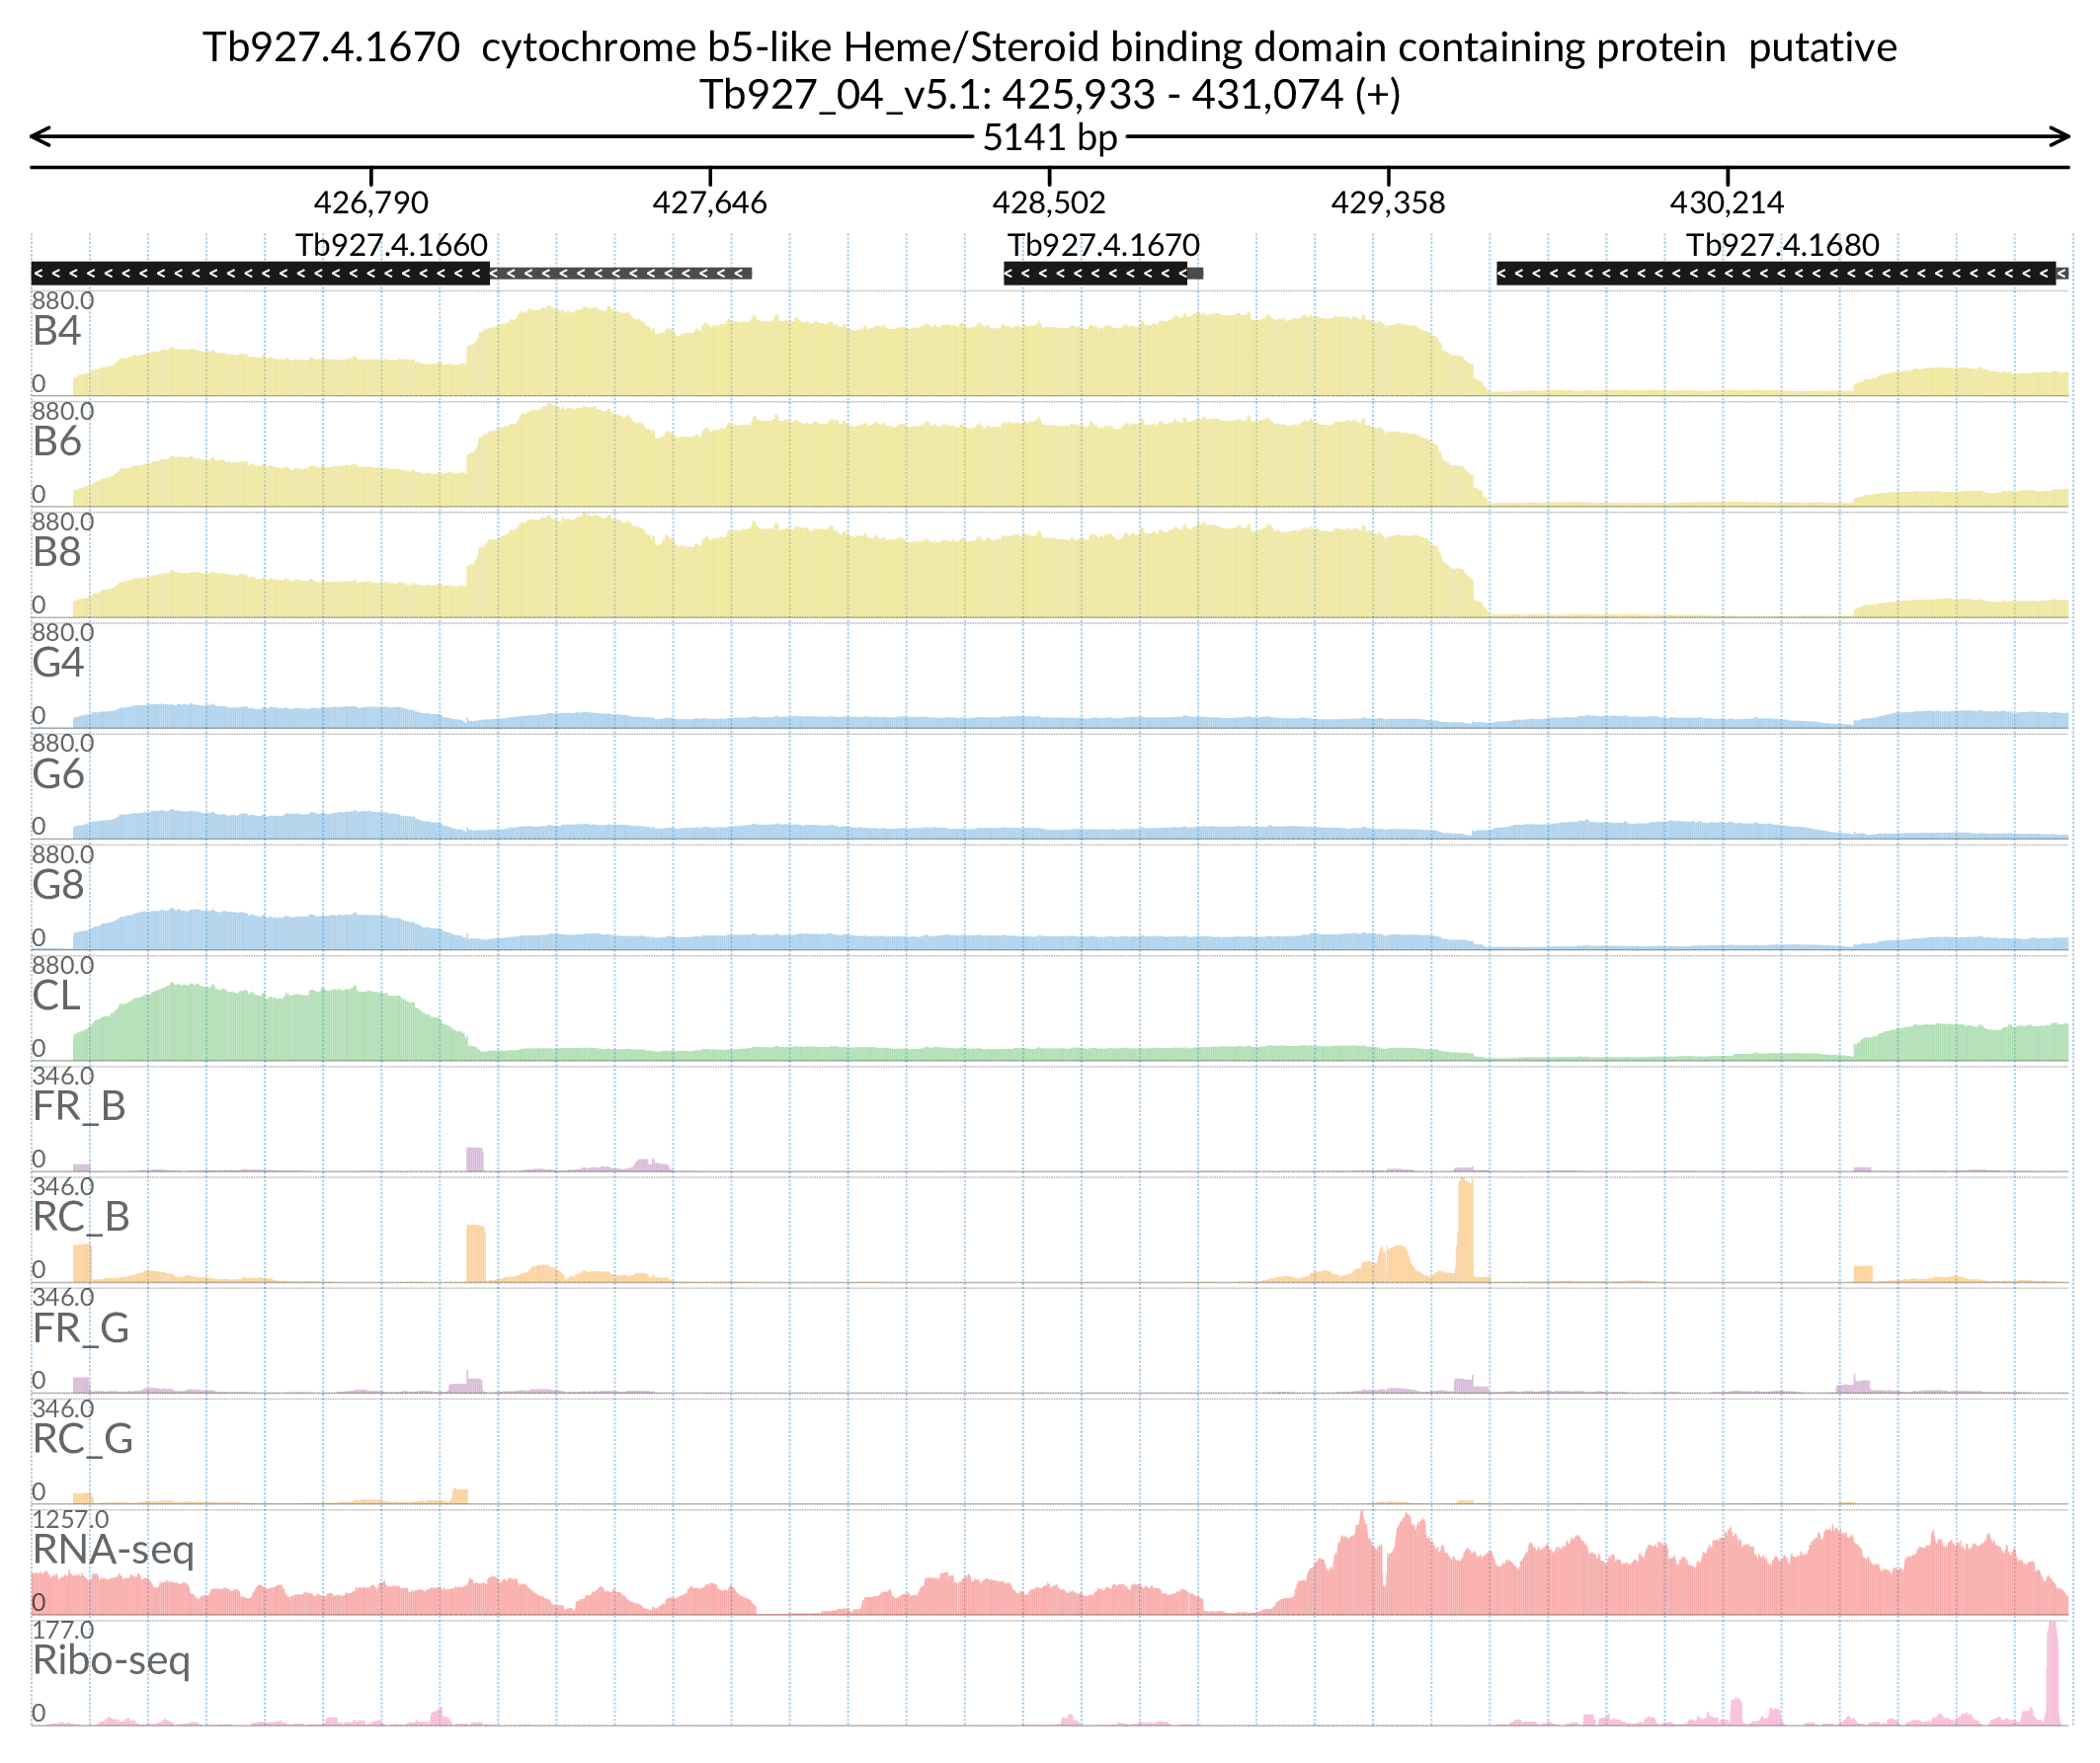 Tb927.4.1670  cytochrome b5-like Heme/Steroid binding domain containing protein  putative
Tb927_04_v5.1: 425,933 - 431,074 (+)
5141 bp
426,790 427,646 428,502 429,358 430,214
Tb927.4.1660 Tb927.4.1670 Tb927.4.1680
880.0
B4
0
880.0
B6
0
880.0
B8
0
880.0
G4
0
880.0
G6
0
880.0
G8
0
880.0
CL
0
346.0
FR_B
0
346.0
RC_B
0
346.0
FR_G
0
346.0
RC_G
0
1257.0
RNA-seq
0
177.0
Ribo-seq
0